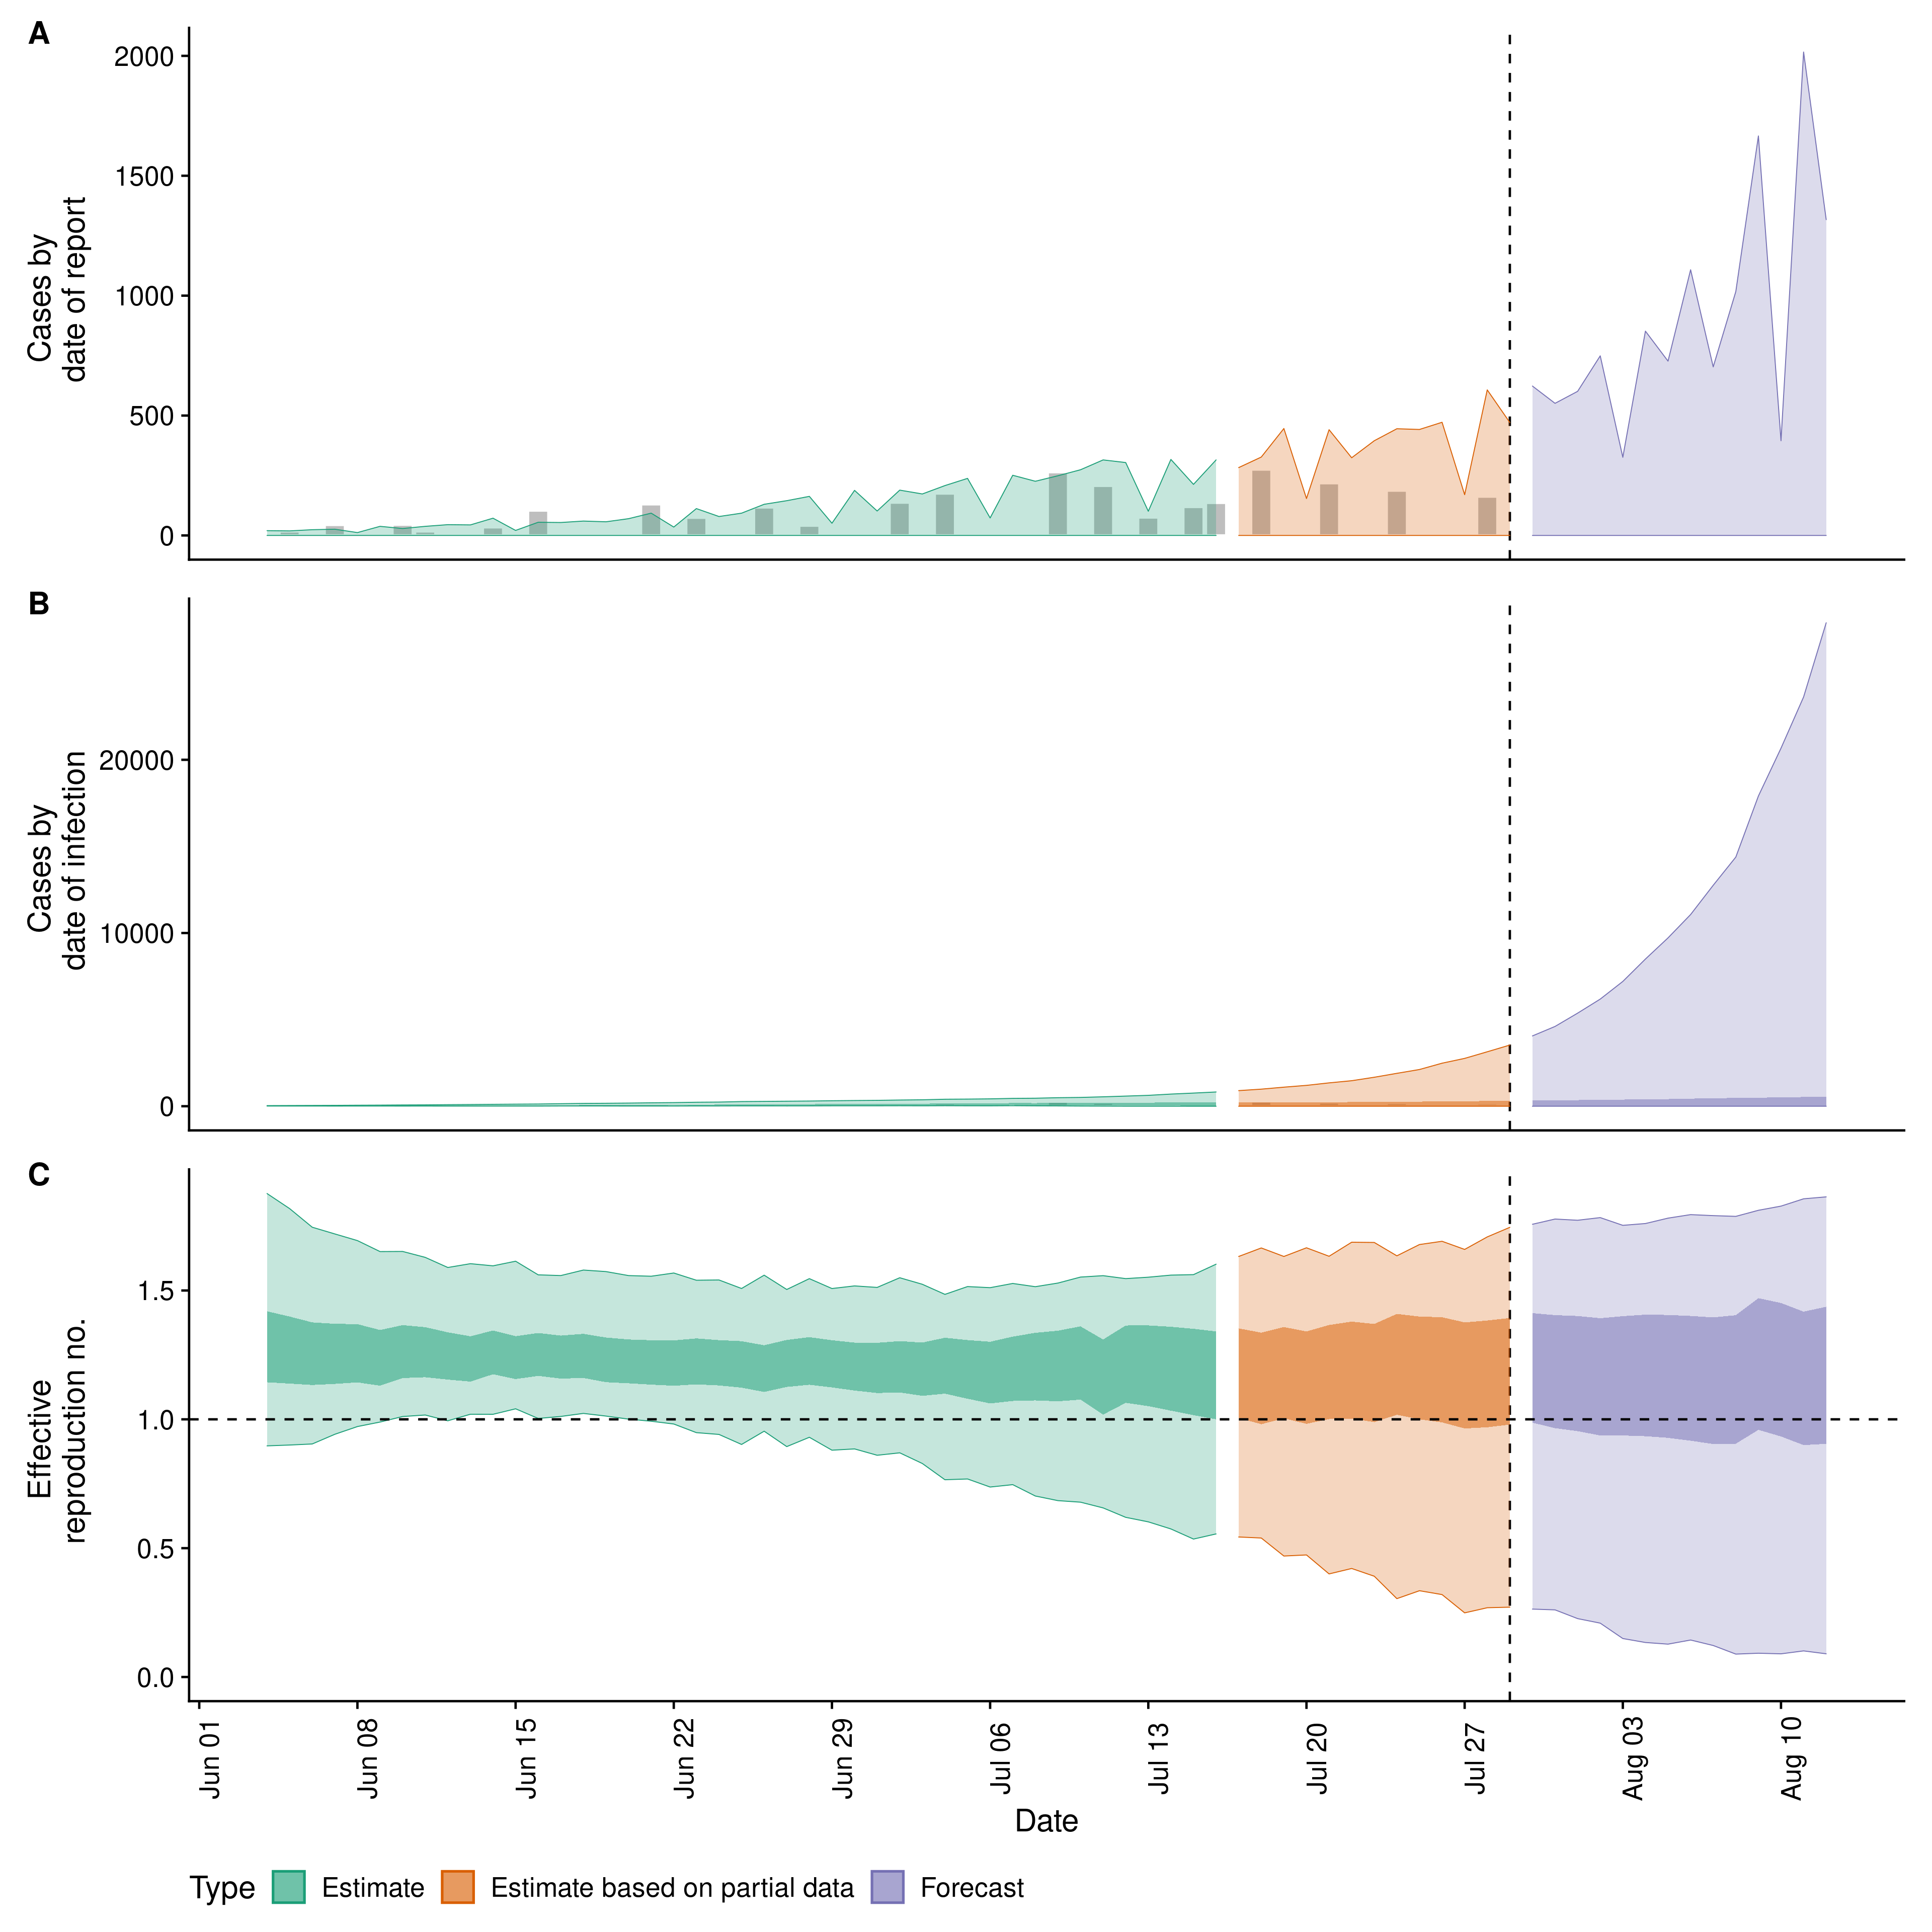 A
2000
1500
1000
500
0
Cases by
date of report
B
20000
10000
0
Cases by
date of infection
C
1.5
1.0
0.5
0.0
Effective
reproduction no.
Jun 01
Jun 08
Jun 15
Jun 22
Jun 29
Jul 06
Jul 13
Jul 20
Jul 27
Aug 03
Aug 10
Date
Type Estimate Estimate based on partial data Forecast